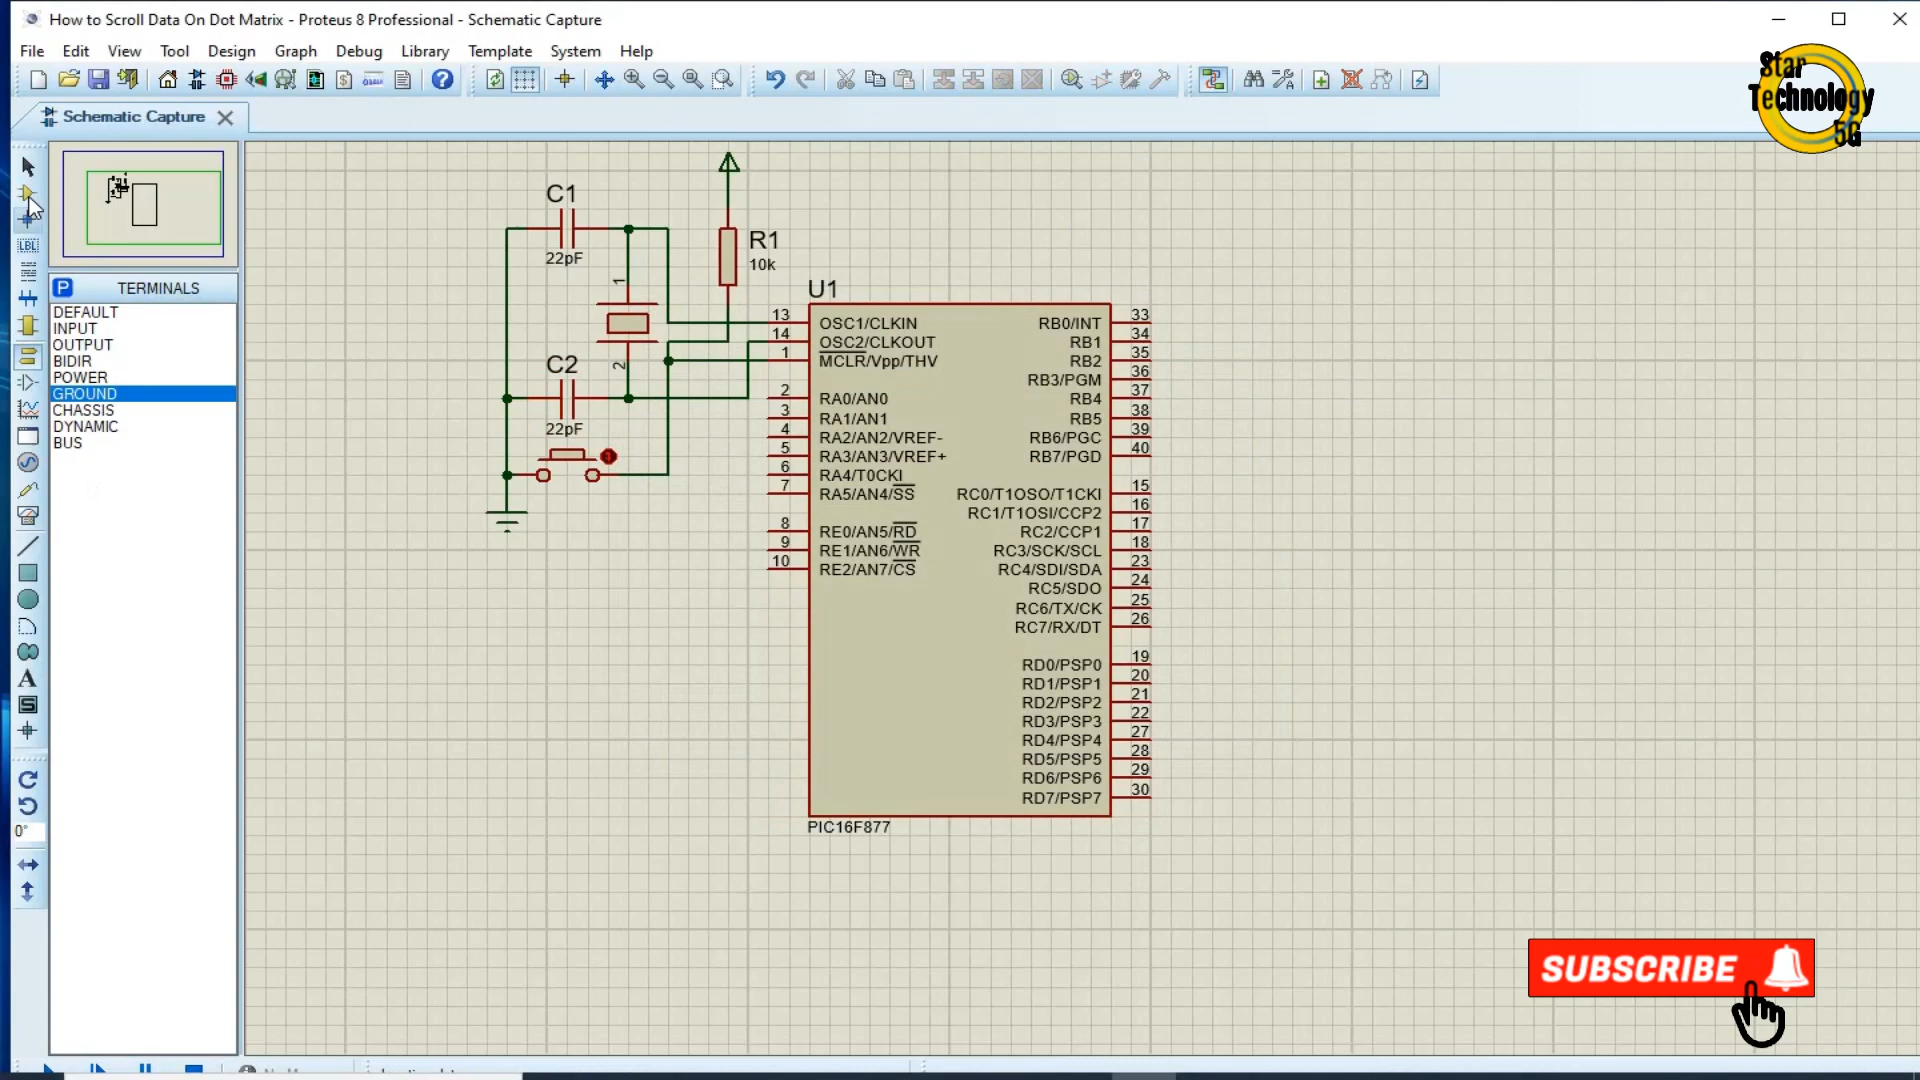 How to Scroll Data On Dot Matrix - Proteus 8 Professional - Schematic Capture
File Edit View Tool Design Graph Debug Library Template System Help
Star
Technology
5G
Schematic Capture
LBL
P TERMINALS
DEFAULT
INPUT
OUTPUT
BIDIR
POWER
GROUND
CHASSIS
DYNAMIC
BUS
A
S
0°
C1
22pF
R1
10k
1
2
C2
22pF
U1
13 OSC1/CLKIN
14 OSC2/CLKOUT
1 MCLR/Vpp/THV
2 RA0/AN0
3 RA1/AN1
4 RA2/AN2/VREF-
5 RA3/AN3/VREF+
6 RA4/T0CKI
7 RA5/AN4/SS
8 RE0/AN5/RD
9 RE1/AN6/WR
10 RE2/AN7/CS
RB0/INT 33
RB1 34
RB2 35
RB3/PGM 36
RB4 37
RB5 38
RB6/PGC 39
RB7/PGD 40
RC0/T1OSO/T1CKI 15
RC1/T1OSI/CCP2 16
RC2/CCP1 17
RC3/SCK/SCL 18
RC4/SDI/SDA 23
RC5/SDO 24
RC6/TX/CK 25
RC7/RX/DT 26
RD0/PSP0 19
RD1/PSP1 20
RD2/PSP2 21
RD3/PSP3 22
RD4/PSP4 27
RD5/PSP5 28
RD6/PSP6 29
RD7/PSP7 30
PIC16F877
SUBSCRIBE